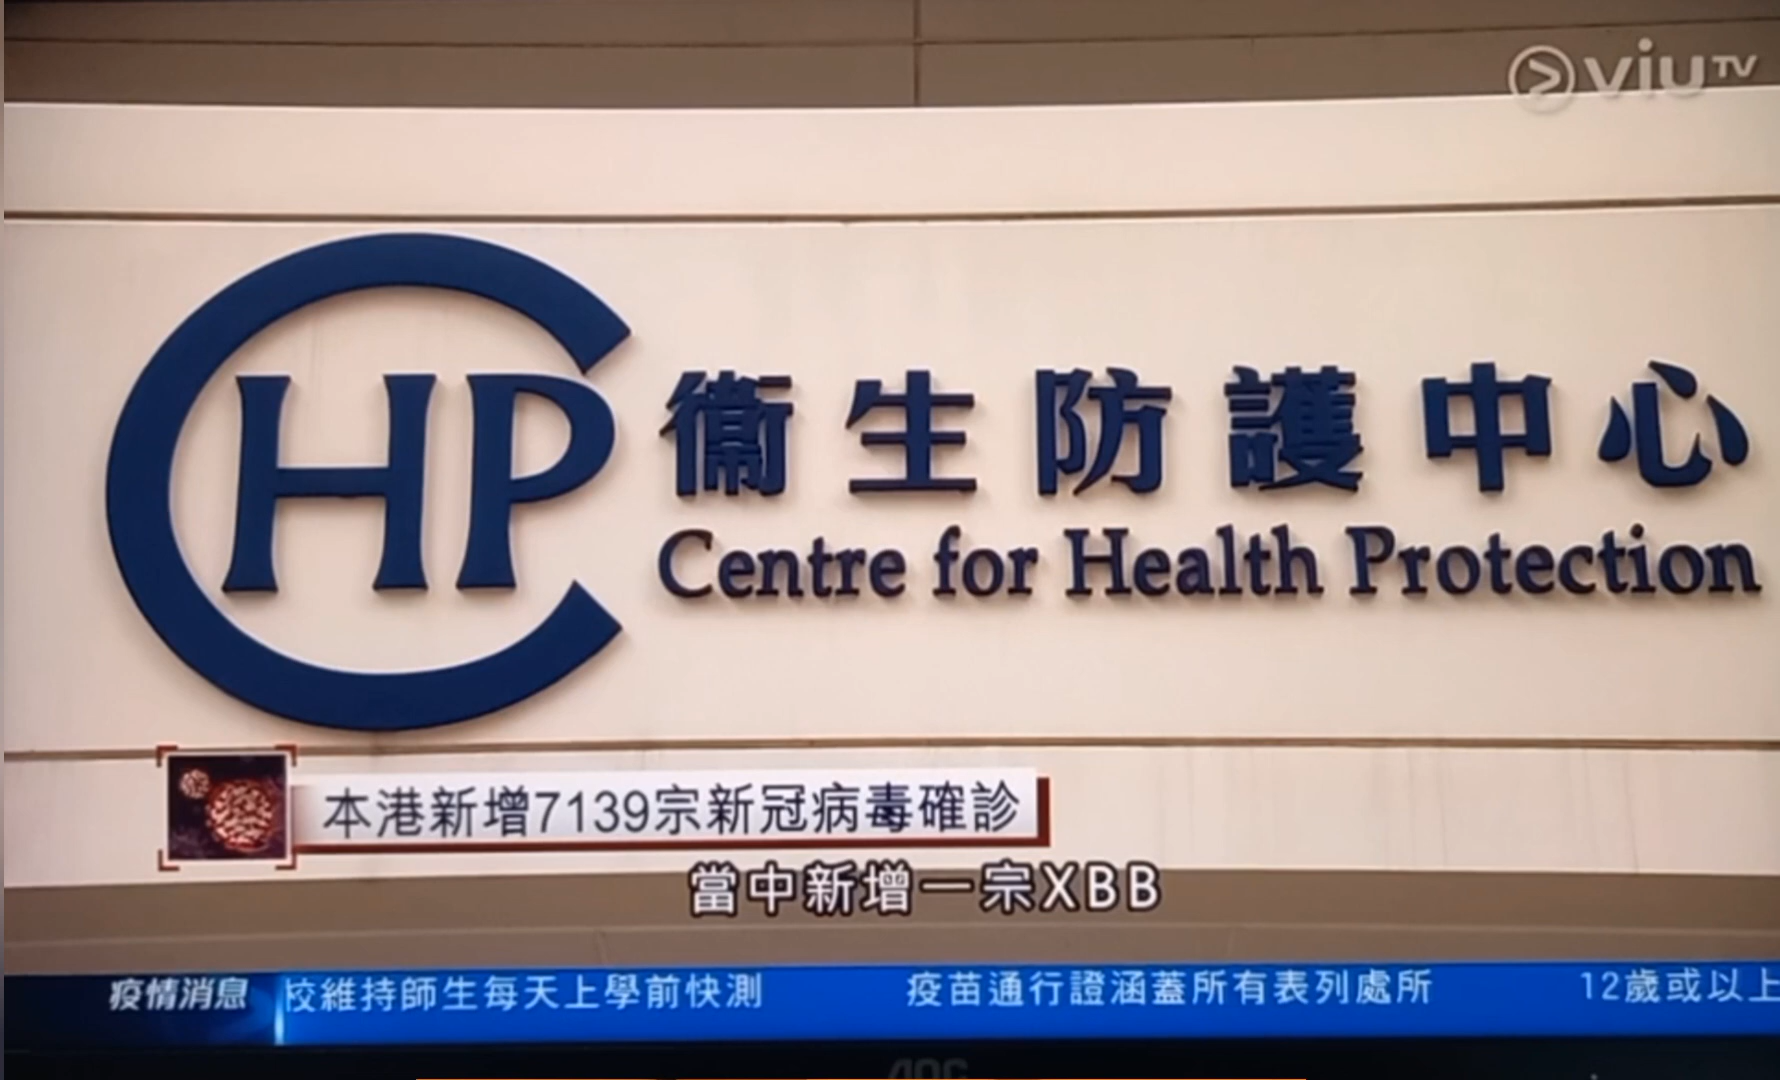 viuTV
CHP
衞生防護中心
Centre for Health Protection
本港新增7139宗新冠病毒確診
當中新增一宗XBB
疫情消息 校維持師生每天上學前快測 疫苗通行證涵蓋所有表列處所 12歲或以上
AOC